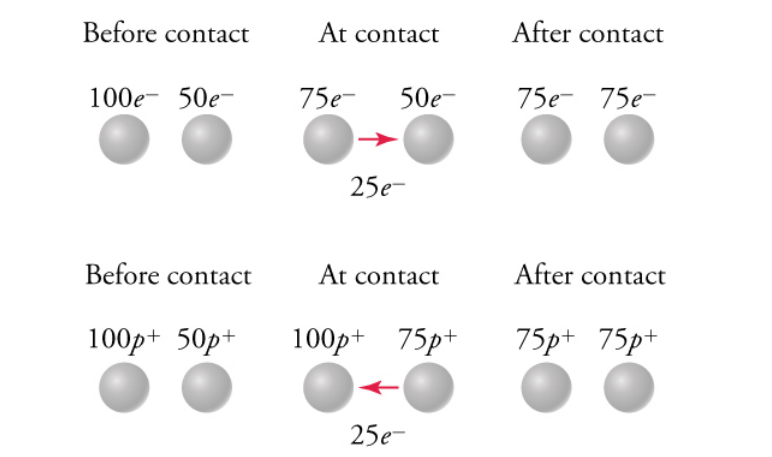 Before contact At contact After contact
100e⁻ 50e⁻ 75e⁻ 50e⁻ 75e⁻ 75e⁻
25e⁻
Before contact At contact After contact
100p⁺ 50p⁺ 100p⁺ 75p⁺ 75p⁺ 75p⁺
25e⁻